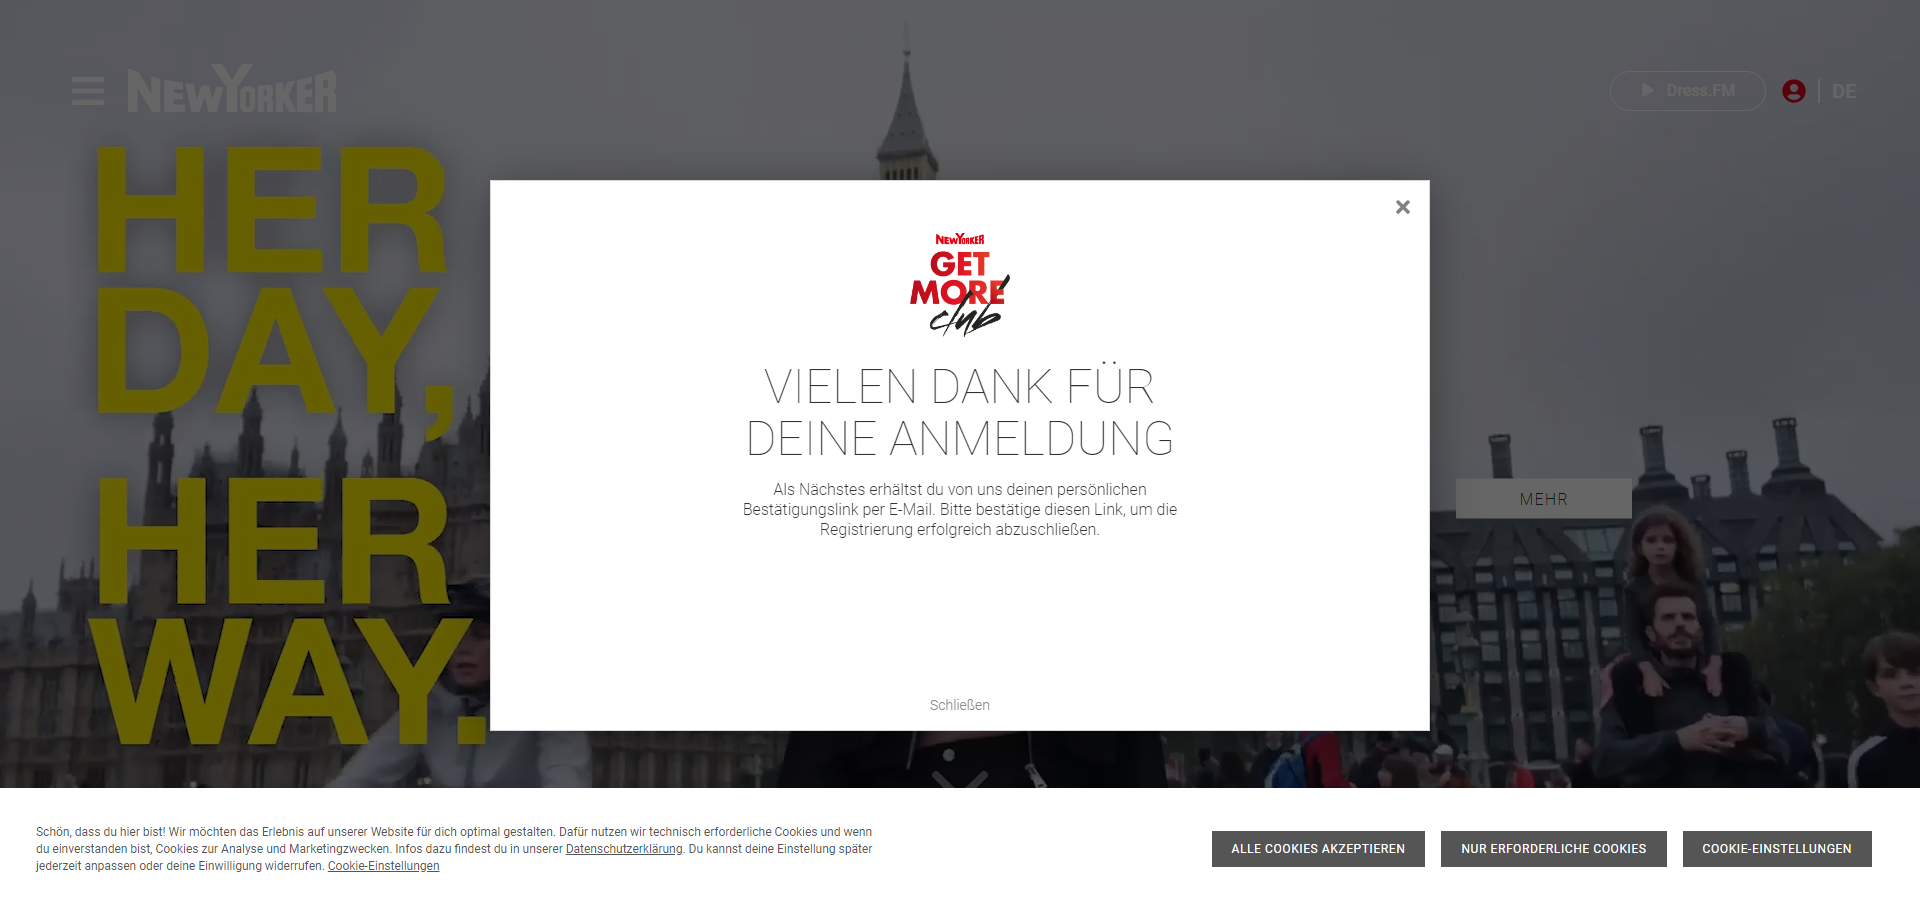 NEWYORKER
Dress.FM
DE
HER
DAY,
HER
WAY.
NEWYORKER
GET
MORE
club
VIELEN DANK FÜR
DEINE ANMELDUNG
Als Nächstes erhältst du von uns deinen persönlichen
Bestätigungslink per E-Mail. Bitte bestätige diesen Link, um die
Registrierung erfolgreich abzuschließen.
Schließen
MEHR
Schön, dass du hier bist! Wir möchten das Erlebnis auf unserer Website für dich optimal gestalten. Dafür nutzen wir technisch erforderliche Cookies und wenn
du einverstanden bist, Cookies zur Analyse und Marketingzwecken. Infos dazu findest du in unserer Datenschutzerklärung. Du kannst deine Einstellung später
jederzeit anpassen oder deine Einwilligung widerrufen. Cookie-Einstellungen
ALLE COOKIES AKZEPTIEREN
NUR ERFORDERLICHE COOKIES
COOKIE-EINSTELLUNGEN